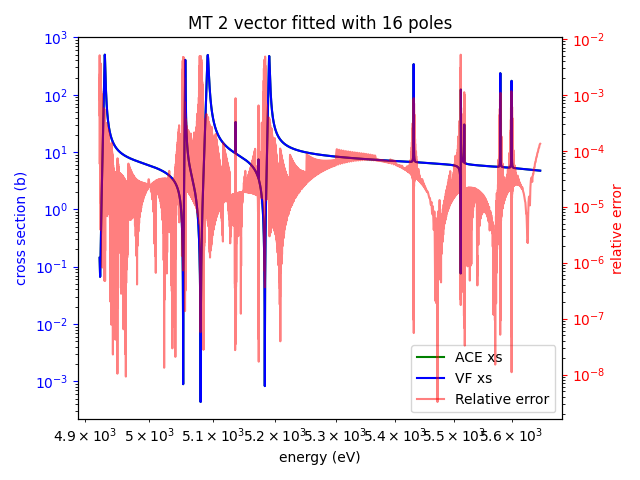 MT 2 vector fitted with 16 poles
cross section (b)
10³
10²
10¹
10⁰
10⁻¹
10⁻²
10⁻³
10⁻²
10⁻³
10⁻⁴
10⁻⁵
10⁻⁶
10⁻⁷
10⁻⁸
relative error
ACE xs
VF xs
Relative error
4.9 × 10³ 5 × 10³ 5.1 × 10³ 5.2 × 10³ 5.3 × 10³ 5.4 × 10³ 5.5 × 10³ 5.6 × 10³
energy (eV)